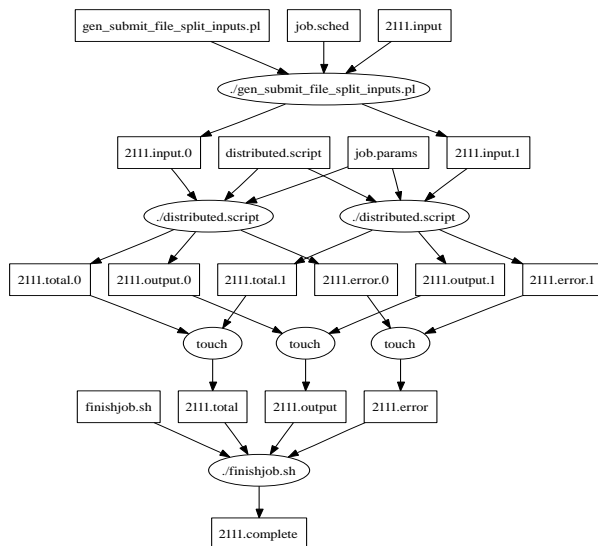 gen_submit_file_split_inputs.pl
job.sched
2111.input
./gen_submit_file_split_inputs.pl
2111.input.0
distributed.script
job.params
2111.input.1
./distributed.script
./distributed.script
2111.total.0
2111.output.0
2111.total.1
2111.error.0
2111.output.1
2111.error.1
touch
touch
touch
finishjob.sh
2111.total
2111.output
2111.error
./finishjob.sh
2111.complete